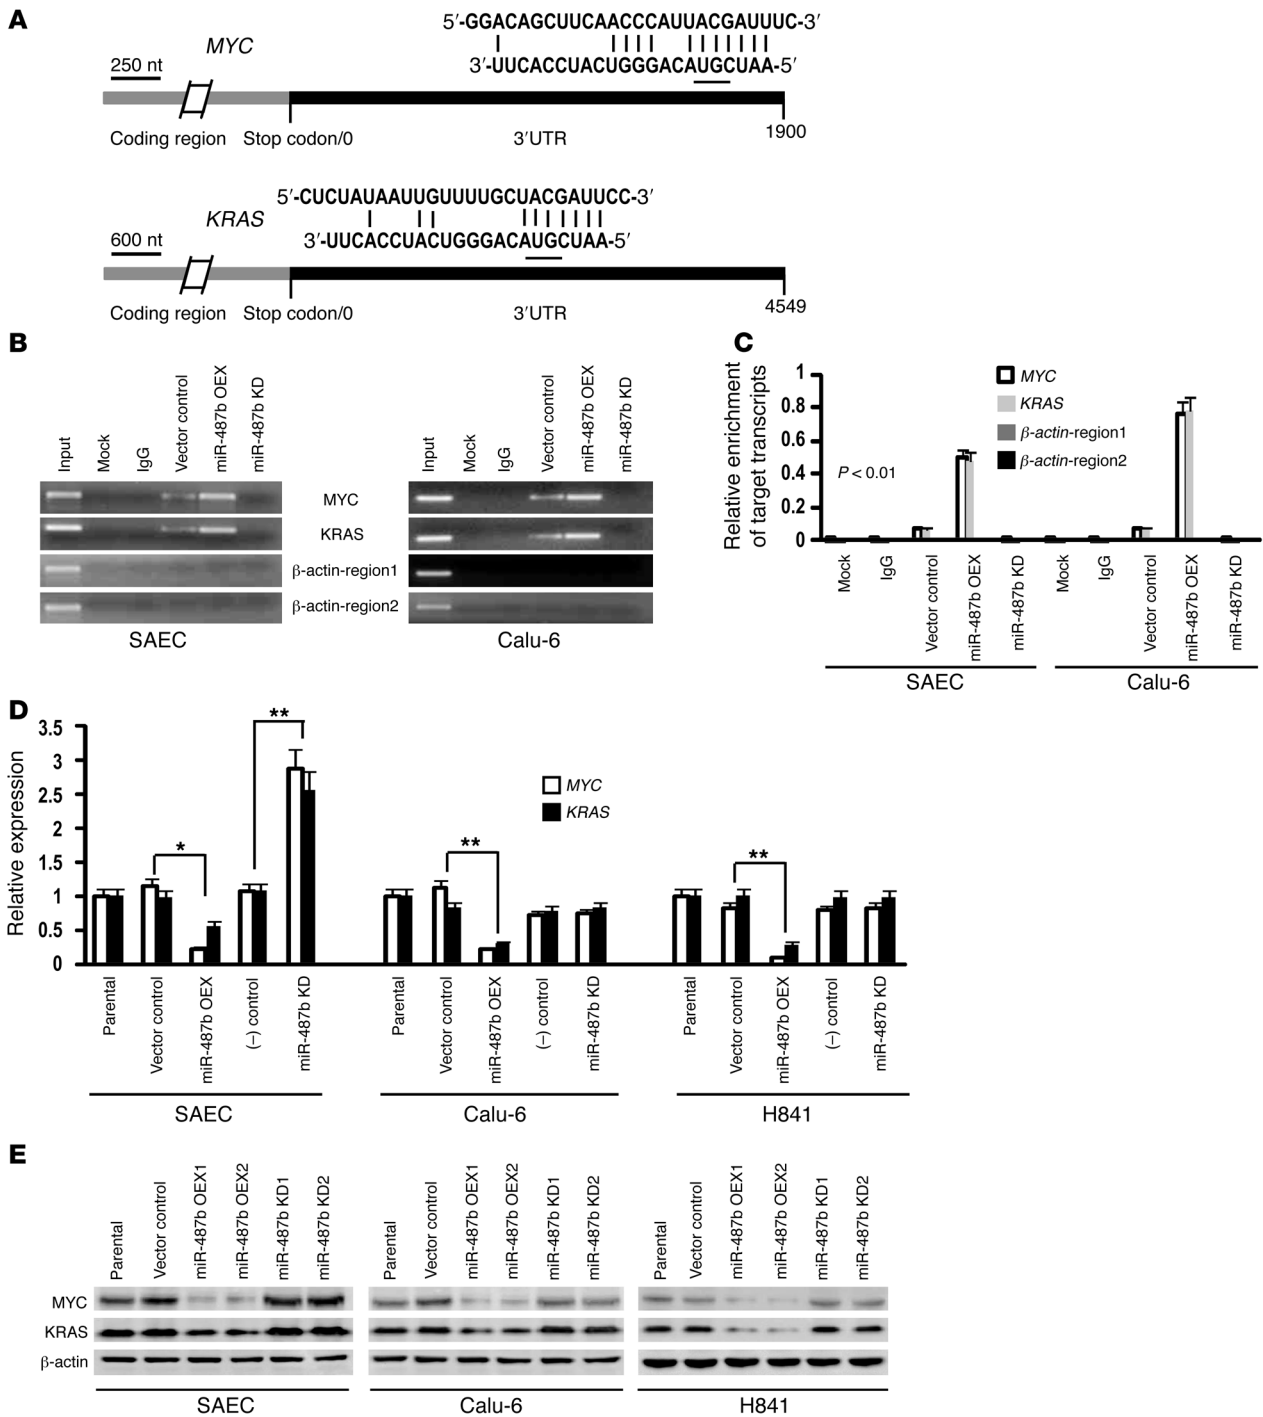 A
5′-GGACAGCUUCAACCCAUUACGAUUUC-3′
MYC
250 nt
3′-UUCACCUACUGGGACAUGCUAA-5′
Coding region
Stop codon/0
3′UTR
1900
5′-CUCUAUAAUUGUUUUGCUACGAUUCC-3′
KRAS
600 nt
3′-UUCACCUACUGGGACAUGCUAA-5′
Coding region
Stop codon/0
3′UTR
4549
B
Input
Mock
IgG
Vector control
miR-487b OEX
miR-487b KD
Input
Mock
IgG
Vector control
miR-487b OEX
miR-487b KD
MYC
KRAS
β-actin-region1
β-actin-region2
SAEC
Calu-6
C
Relative enrichment
of target transcripts
1
0.8
0.6
0.4
0.2
0
P < 0.01
MYC
KRAS
β-actin-region1
β-actin-region2
Mock
IgG
Vector control
miR-487b OEX
miR-487b KD
Mock
IgG
Vector control
miR-487b OEX
miR-487b KD
SAEC
Calu-6
D
Relative expression
3.5
3
2.5
2
1.5
1
0.5
0
*
**
**
**
MYC
KRAS
Parental
Vector control
miR-487b OEX
(–) control
miR-487b KD
Parental
Vector control
miR-487b OEX
(–) control
miR-487b KD
Parental
Vector control
miR-487b OEX
(–) control
miR-487b KD
SAEC
Calu-6
H841
E
Parental
Vector control
miR-487b OEX1
miR-487b OEX2
miR-487b KD1
miR-487b KD2
Parental
Vector control
miR-487b OEX1
miR-487b OEX2
miR-487b KD1
miR-487b KD2
Parental
Vector control
miR-487b OEX1
miR-487b OEX2
miR-487b KD1
miR-487b KD2
MYC
KRAS
β-actin
SAEC
Calu-6
H841